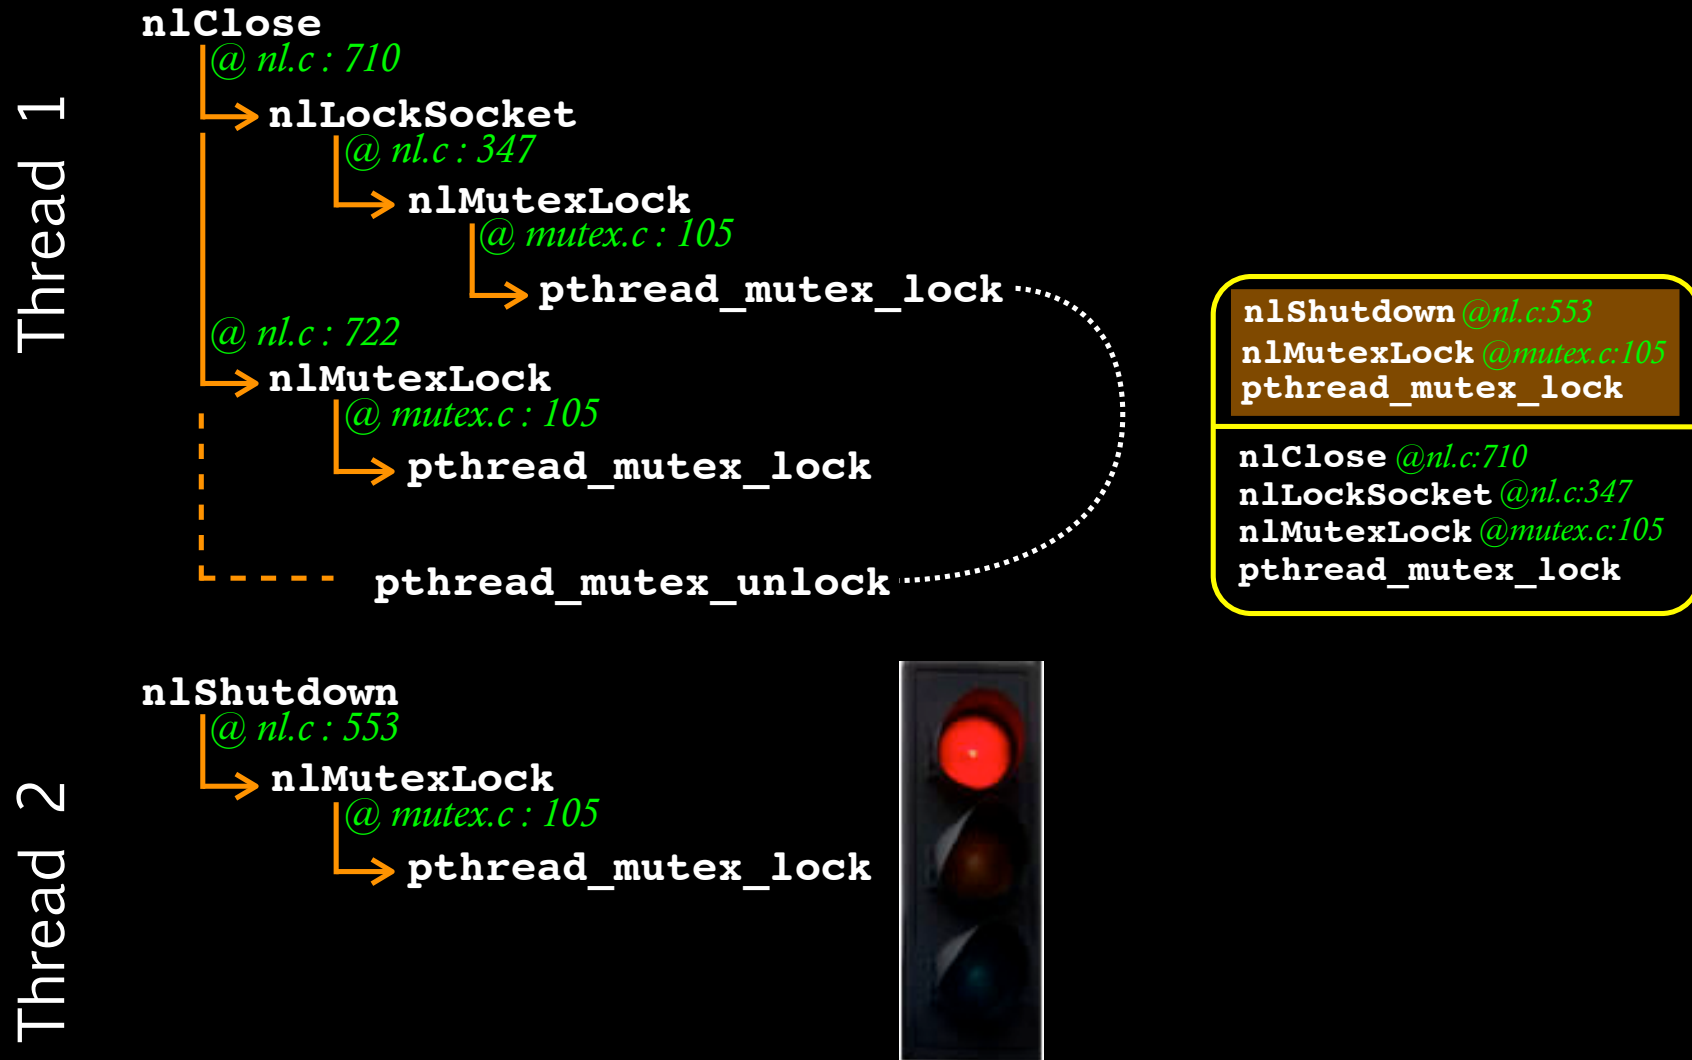 Thread 1
nlClose
@ nl.c : 710
nlLockSocket
@ nl.c : 347
nlMutexLock
@ mutex.c : 105
pthread_mutex_lock
@ nl.c : 722
nlMutexLock
@ mutex.c : 105
pthread_mutex_lock
pthread_mutex_unlock
Thread 2
nlShutdown
@ nl.c : 553
nlMutexLock
@ mutex.c : 105
pthread_mutex_lock
nlShutdown @nl.c:553
nlMutexLock @mutex.c:105
pthread_mutex_lock
nlClose @nl.c:710
nlLockSocket @nl.c:347
nlMutexLock @mutex.c:105
pthread_mutex_lock